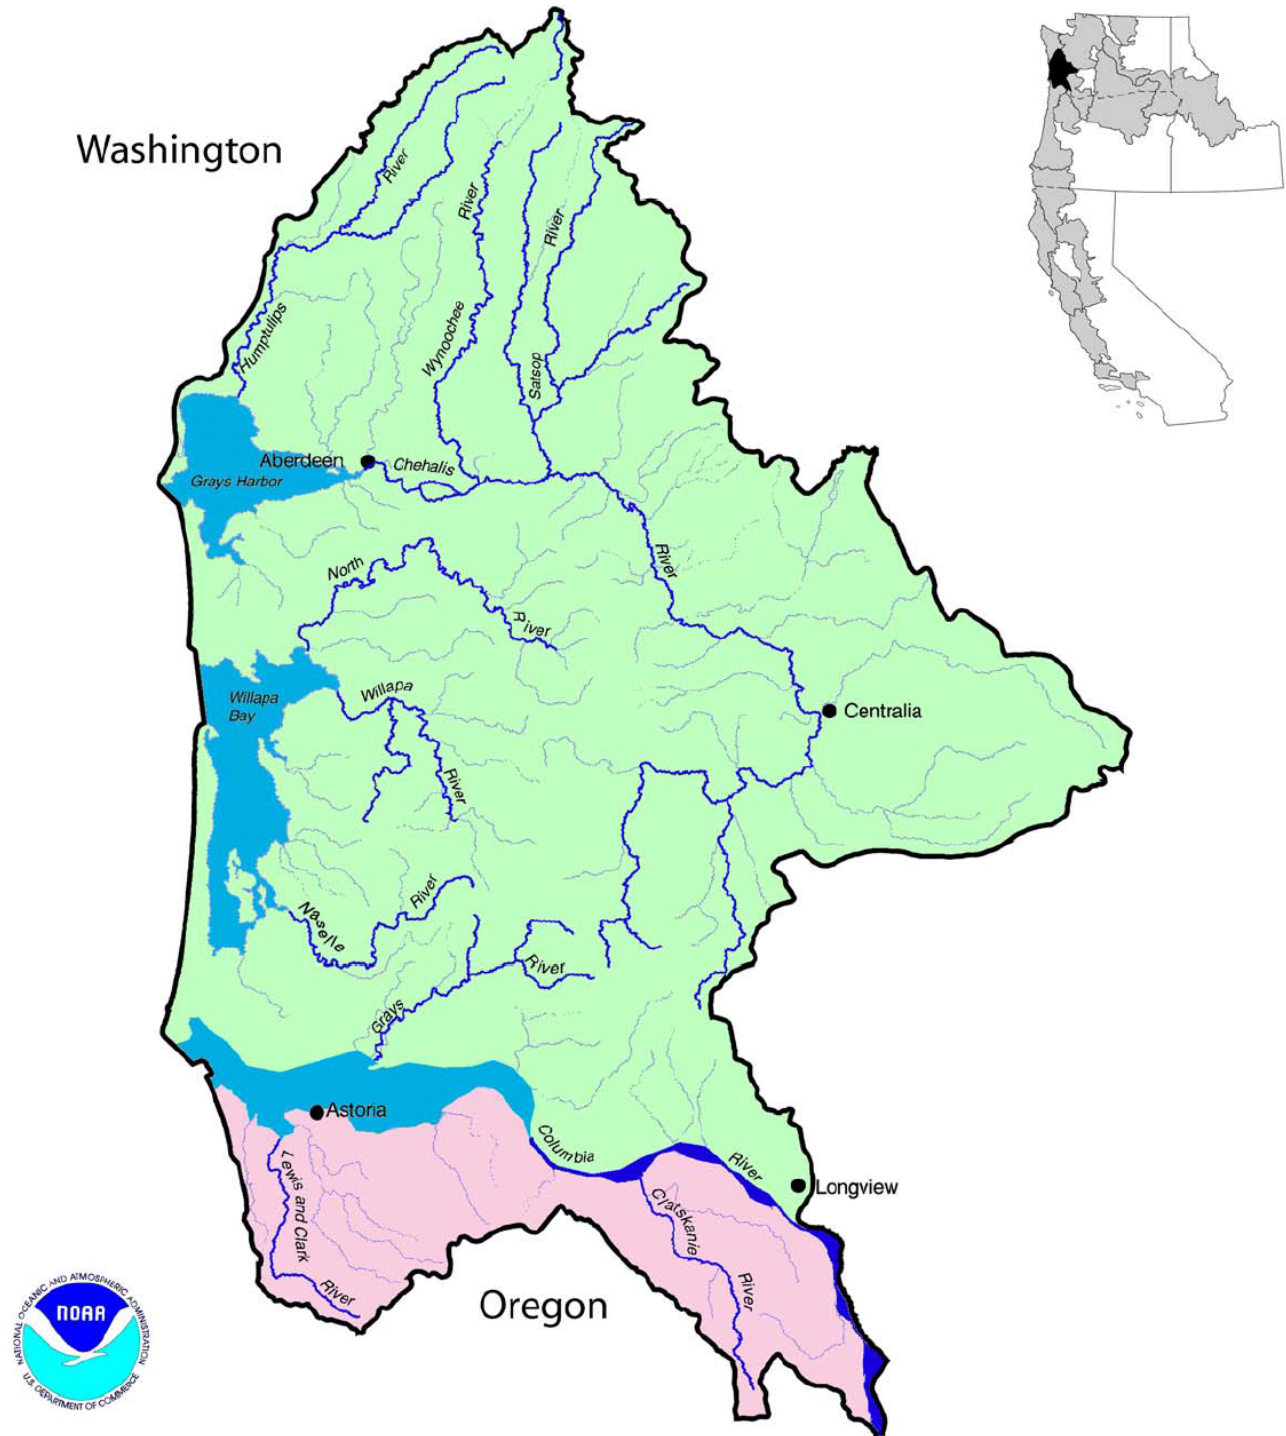 Washington
River
River
River
Humptulips
Wynoochee
Satsop
Aberdeen
Chehalis
Grays Harbor
River
North
River
Willapa
Bay
Willapa
Centralia
River
River
Naselle
River
Grays
Astoria
Columbia
River
Longview
Lewis and Clark
River
Clatskanie
River
Oregon
NATIONAL OCEANIC AND ATMOSPHERIC ADMINISTRATION
NOAA
U.S. DEPARTMENT OF COMMERCE